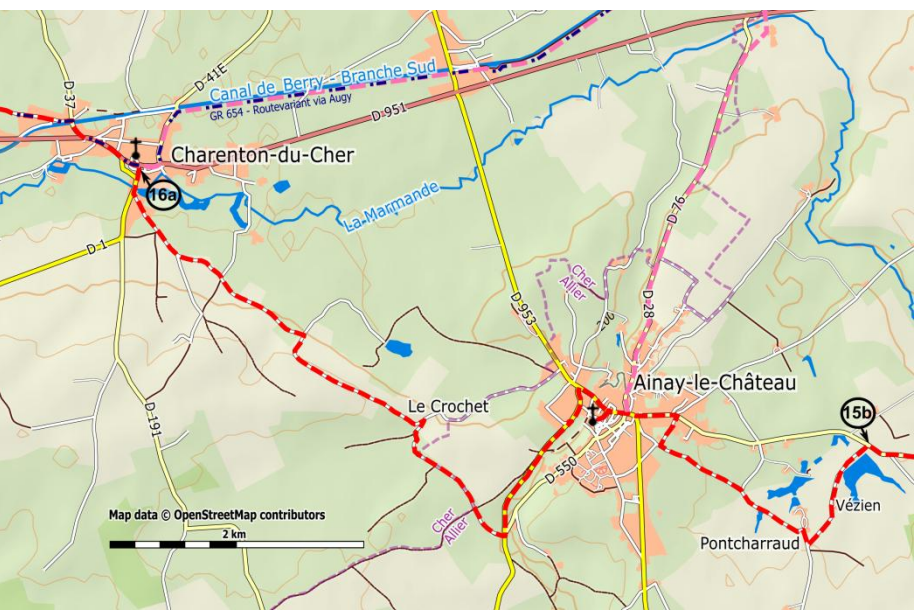 D-37
D-41E
Canal de Berry - Branche Sud
GR 654 - Routevariant via Augy
D 951
Charenton-du-Cher
16a
La Marmande
D-1
D-76
Cher
Allier
D-953
200
D-28
Ainay-le-Château
Le Crochet
15b
D-191
D-550
Vézien
Map data © OpenStreetMap contributors
2 km
Cher
Allier
Pontcharraud